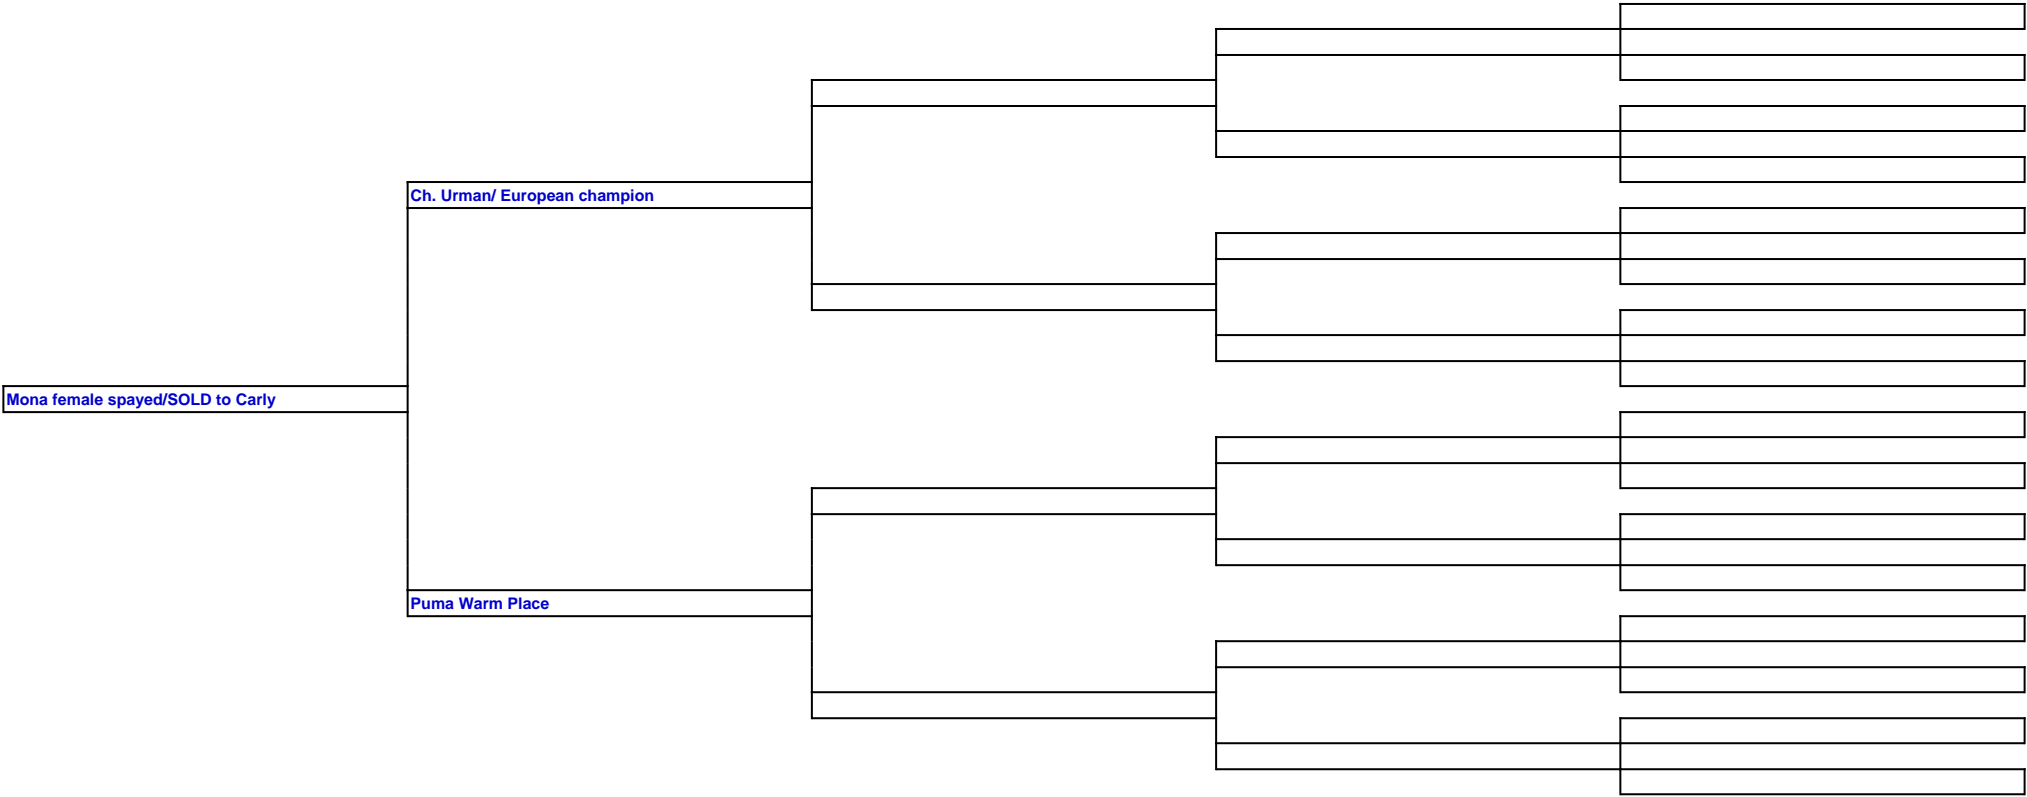 Ch. Urman/ European champion
Mona female spayed/SOLD to Carly
Puma Warm Place